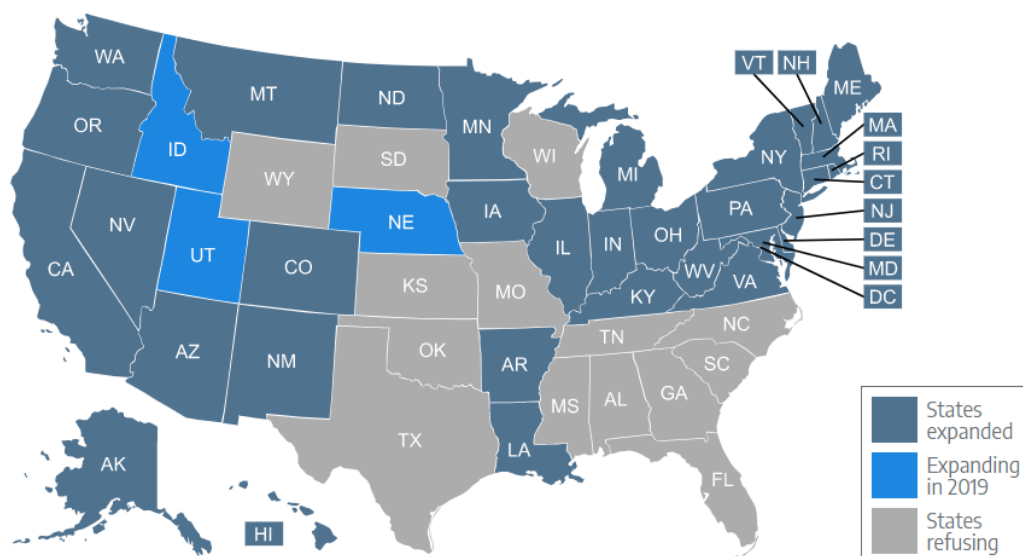 WA
MT
ND
MN
VT
NH
ME
OR
ID
SD
WI
MI
NY
MA
RI
WY
CT
NV
NE
IA
PA
NJ
CA
UT
CO
IL
IN
OH
DE
WV
VA
MD
KS
MO
KY
DC
AZ
NM
OK
AR
TN
NC
SC
MS
AL
GA
TX
LA
FL
AK
HI
States
expanded
Expanding
in 2019
States
refusing